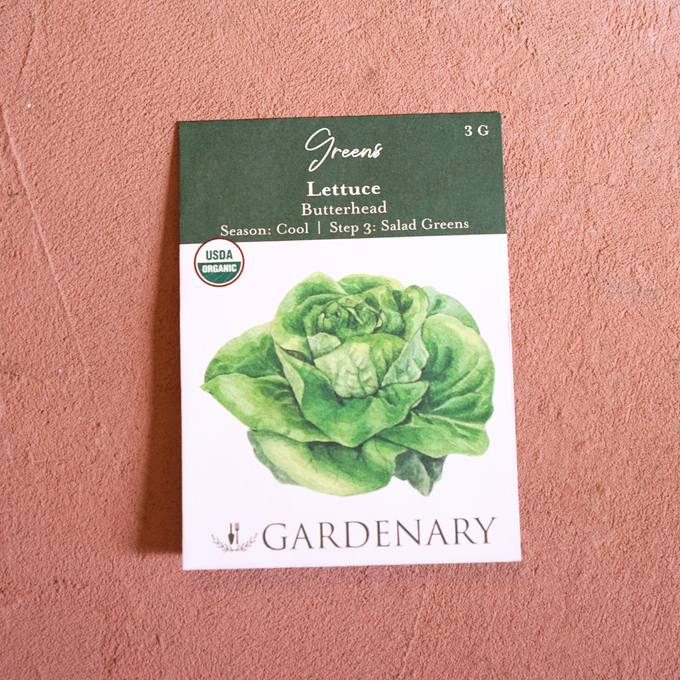 3 G
Greens
Lettuce
Butterhead
Season: Cool | Step 3: Salad Greens
USDA
ORGANIC
GARDENARY